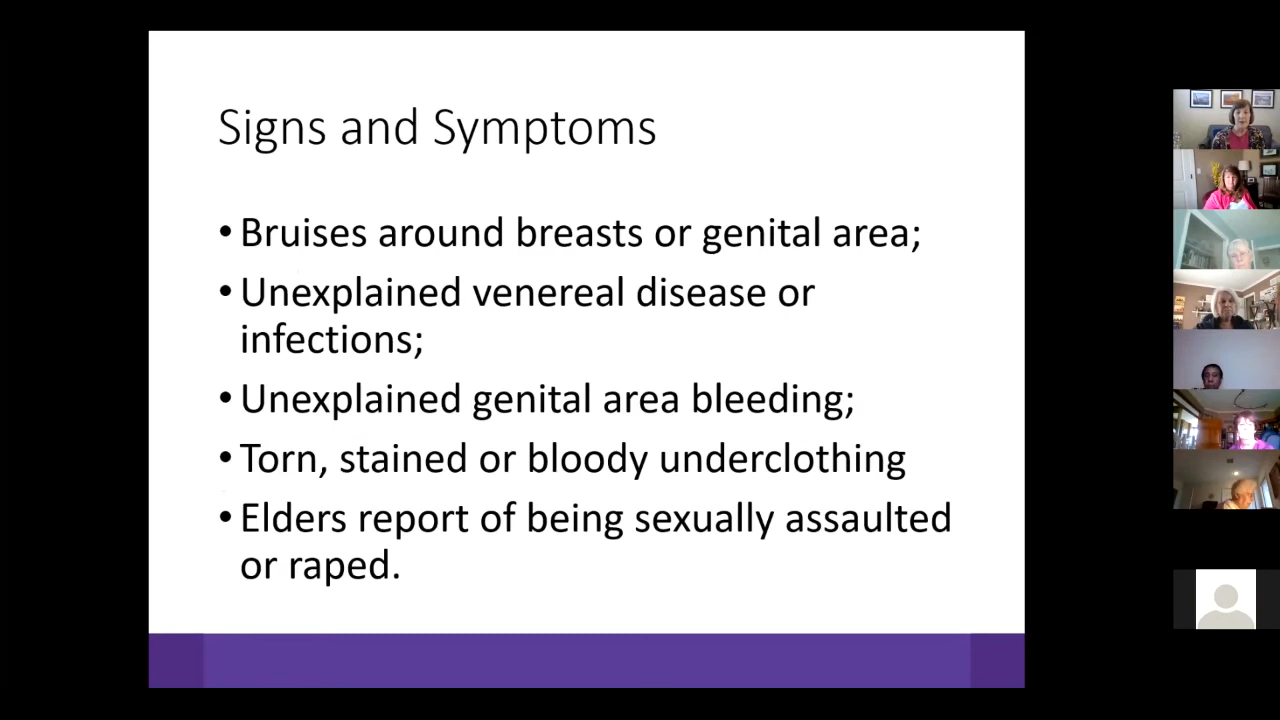 Signs and Symptoms
• Bruises around breasts or genital area;
• Unexplained venereal disease or
infections;
• Unexplained genital area bleeding;
• Torn, stained or bloody underclothing
• Elders report of being sexually assaulted
or raped.